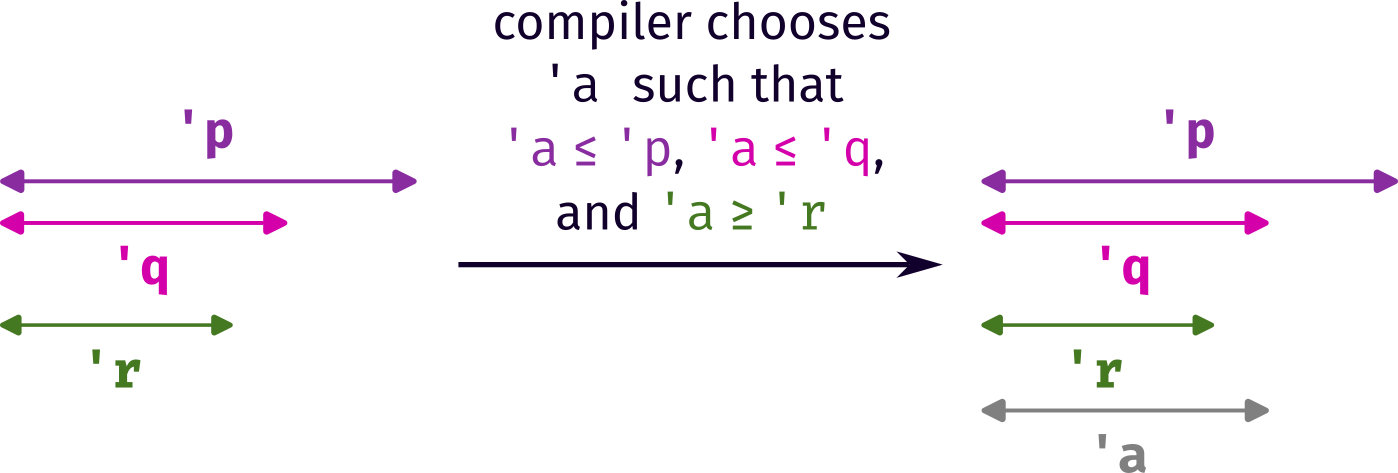 compiler chooses
'a such that
'a ≤ 'p, 'a ≤ 'q,
and 'a ≥ 'r
'p
'q
'r
'p
'q
'r
'a